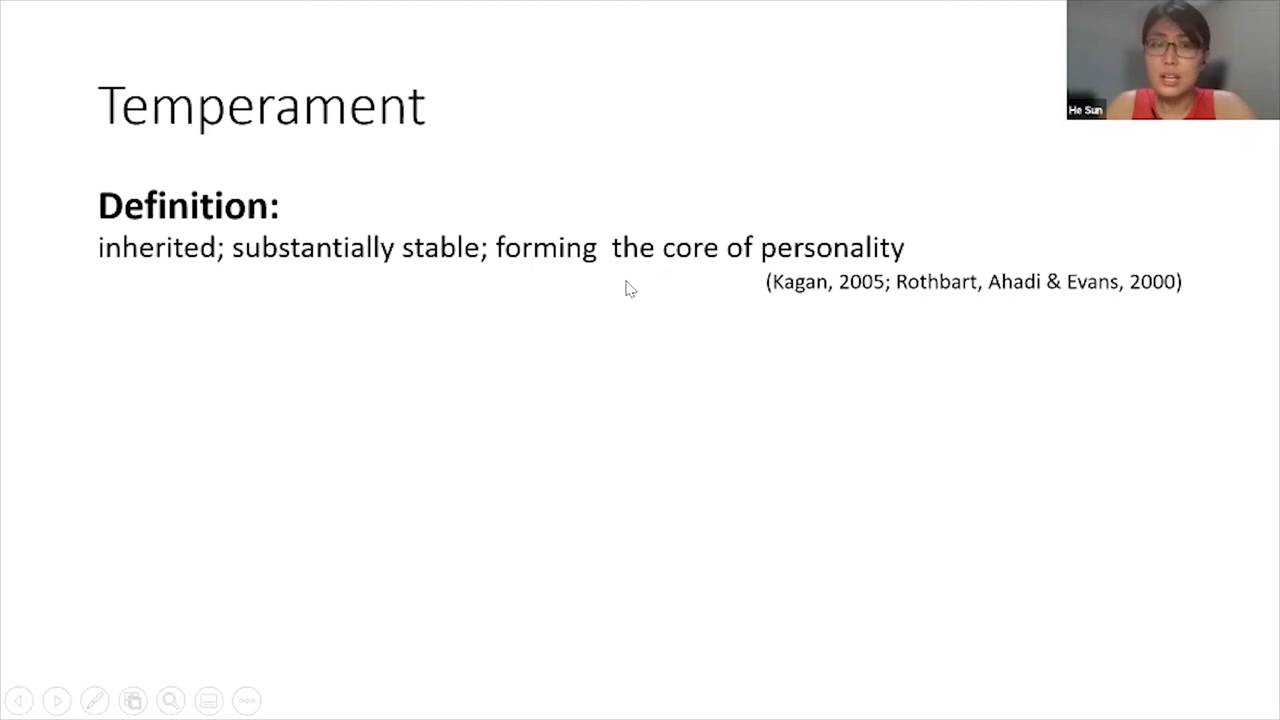 Temperament
Definition:
inherited; substantially stable; forming the core of personality
(Kagan, 2005; Rothbart, Ahadi & Evans, 2000)
He Sun